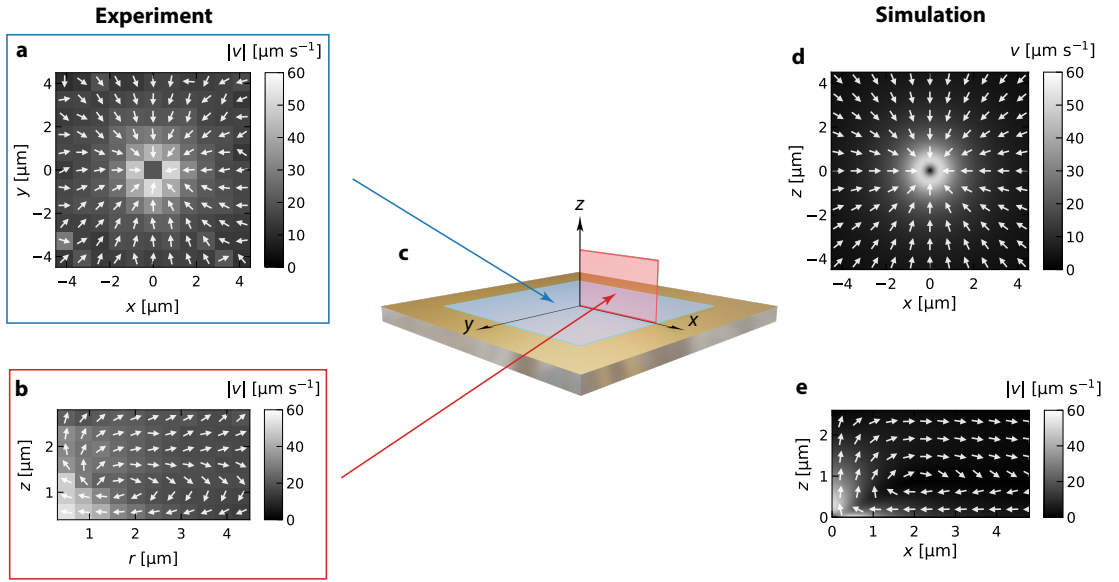 Experiment
Simulation
a
|v| [µm s⁻¹]
60
50
40
30
20
10
0
4
2
0
−2
−4
y [µm]
−4 −2 0 2 4
x [µm]
b
|v| [µm s⁻¹]
60
40
20
0
2
1
z [µm]
1 2 3 4
r [µm]
c
z
y
x
d
v [µm s⁻¹]
60
50
40
30
20
10
0
4
2
0
−2
−4
z [µm]
−4 −2 0 2 4
x [µm]
e
|v| [µm s⁻¹]
60
40
20
0
2
1
0
z [µm]
0 1 2 3 4
x [µm]